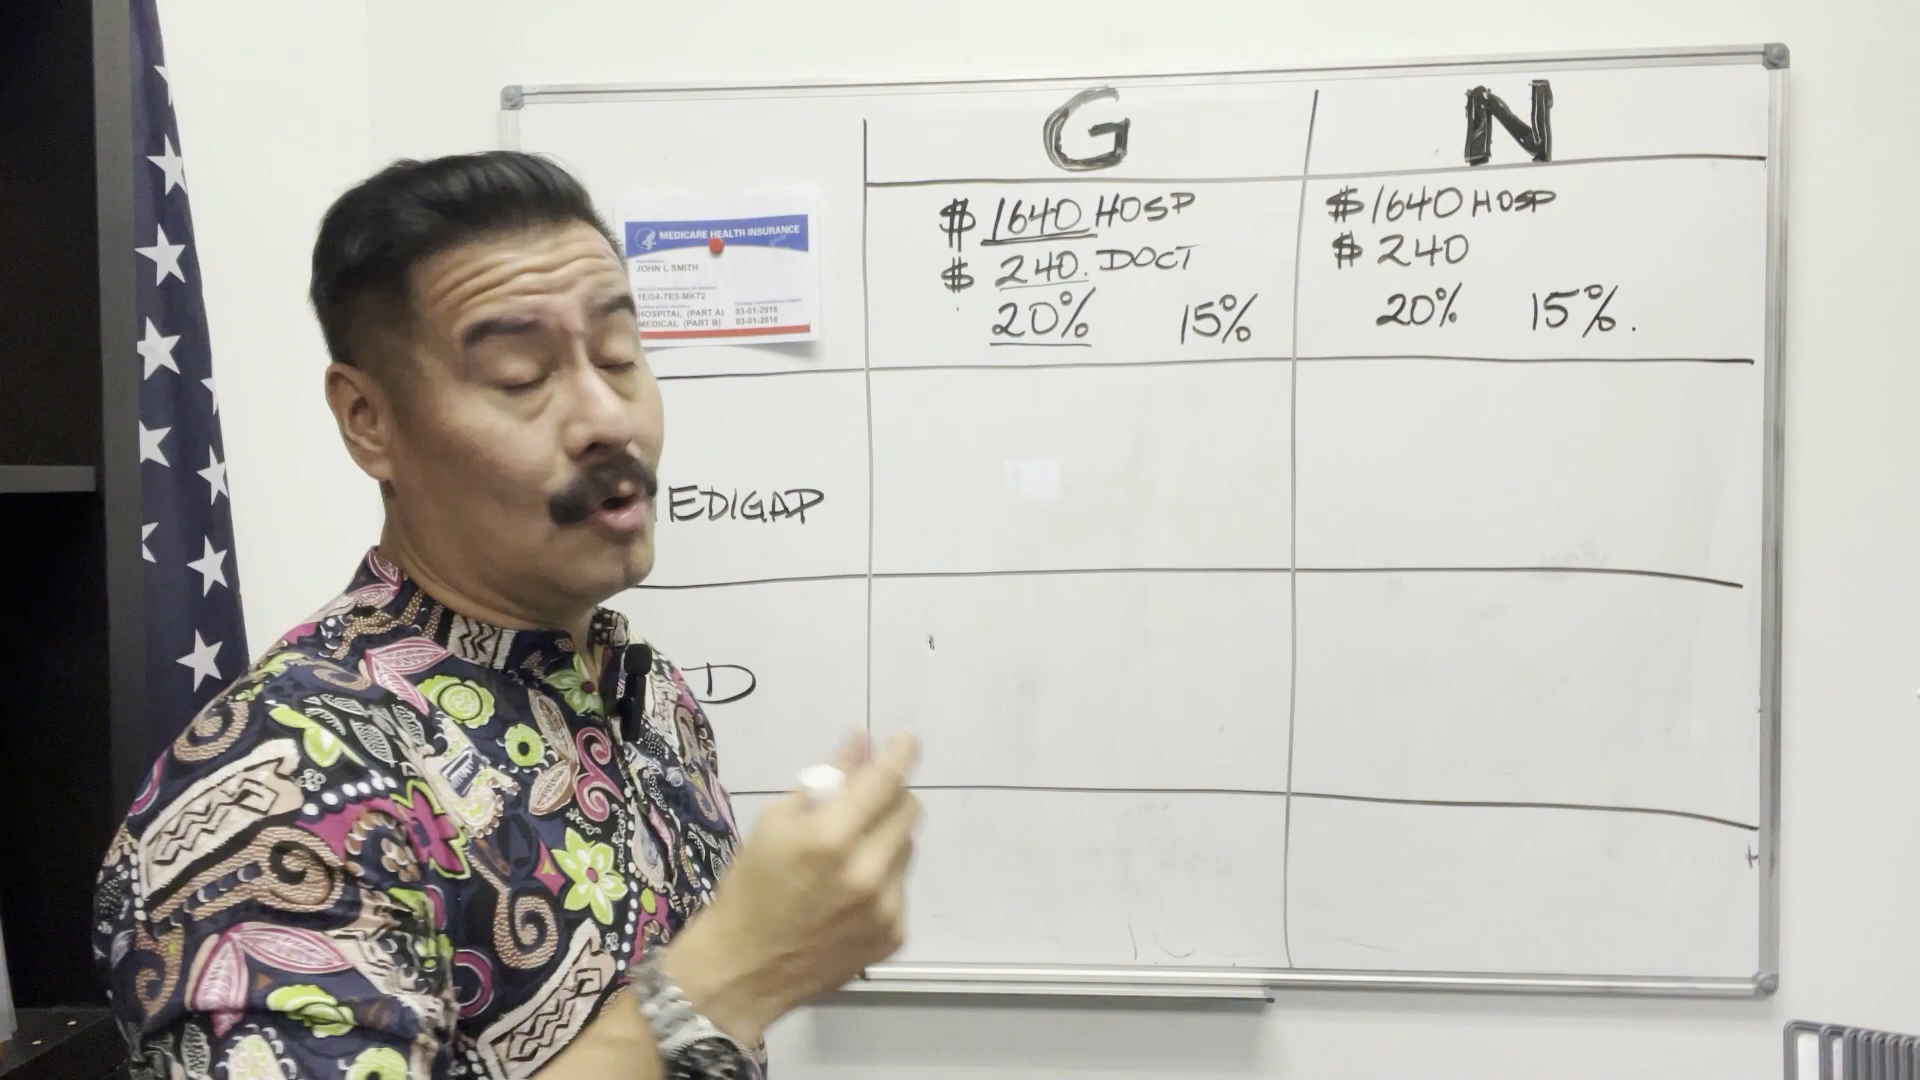 G
N
$ 1640 HOSP
$ 240. DOCT
20% 15%
$1640 HOSP
$ 240
20% 15%.
MEDICARE HEALTH INSURANCE
JOHN L SMITH
1EG4-TE5-MK72
HOSPITAL (PART A) 03-01-2016
MEDICAL (PART B) 03-01-2016
EDIGAP
D